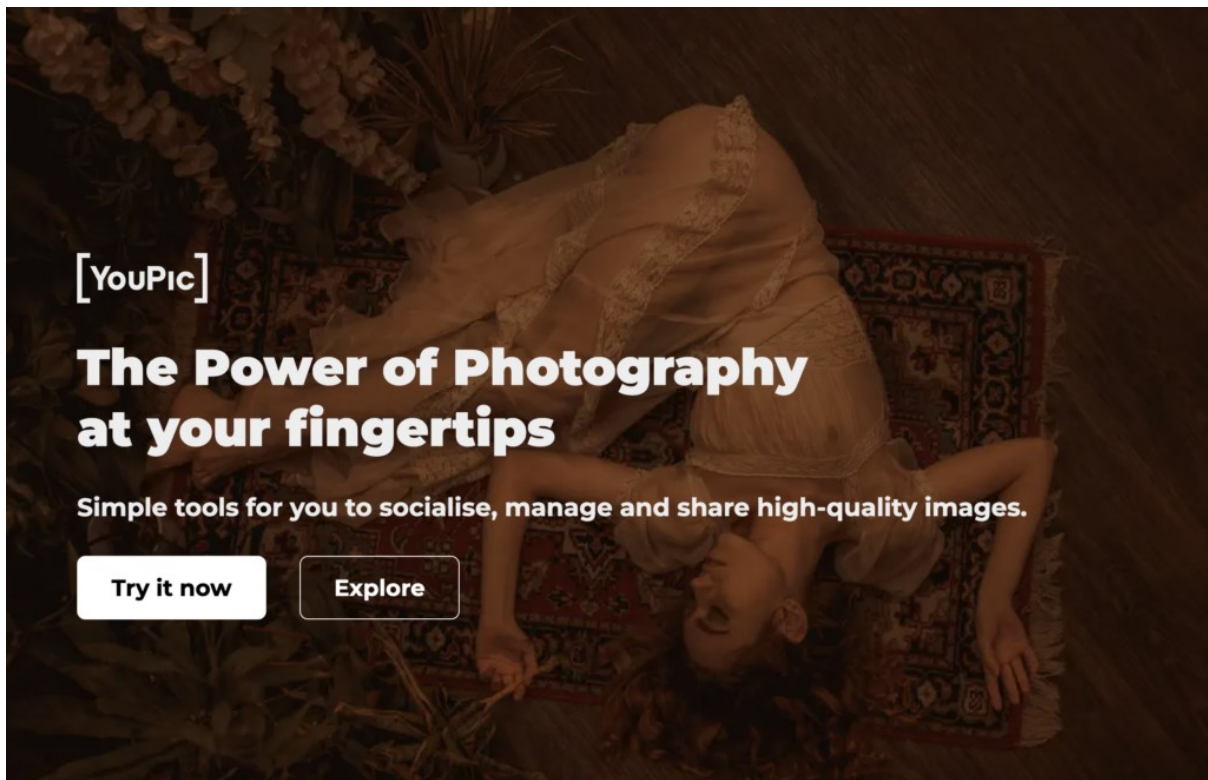 [YouPic]
The Power of Photography
at your fingertips
Simple tools for you to socialise, manage and share high-quality images.
Try it now
Explore